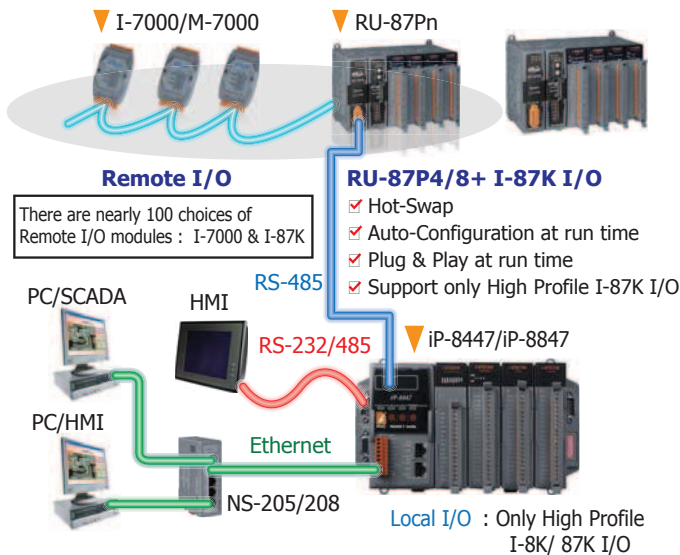 I-7000/M-7000
RU-87Pn
Remote I/O
There are nearly 100 choices of
Remote I/O modules : I-7000 & I-87K
RU-87P4/8+ I-87K I/O
Hot-Swap
Auto-Configuration at run time
Plug & Play at run time
Support only High Profile I-87K I/O
RS-485
PC/SCADA
HMI
RS-232/485
iP-8447/iP-8847
iP-8447
PC/HMI
Ethernet
NS-205/208
Local I/O : Only High Profile
I-8K/ 87K I/O